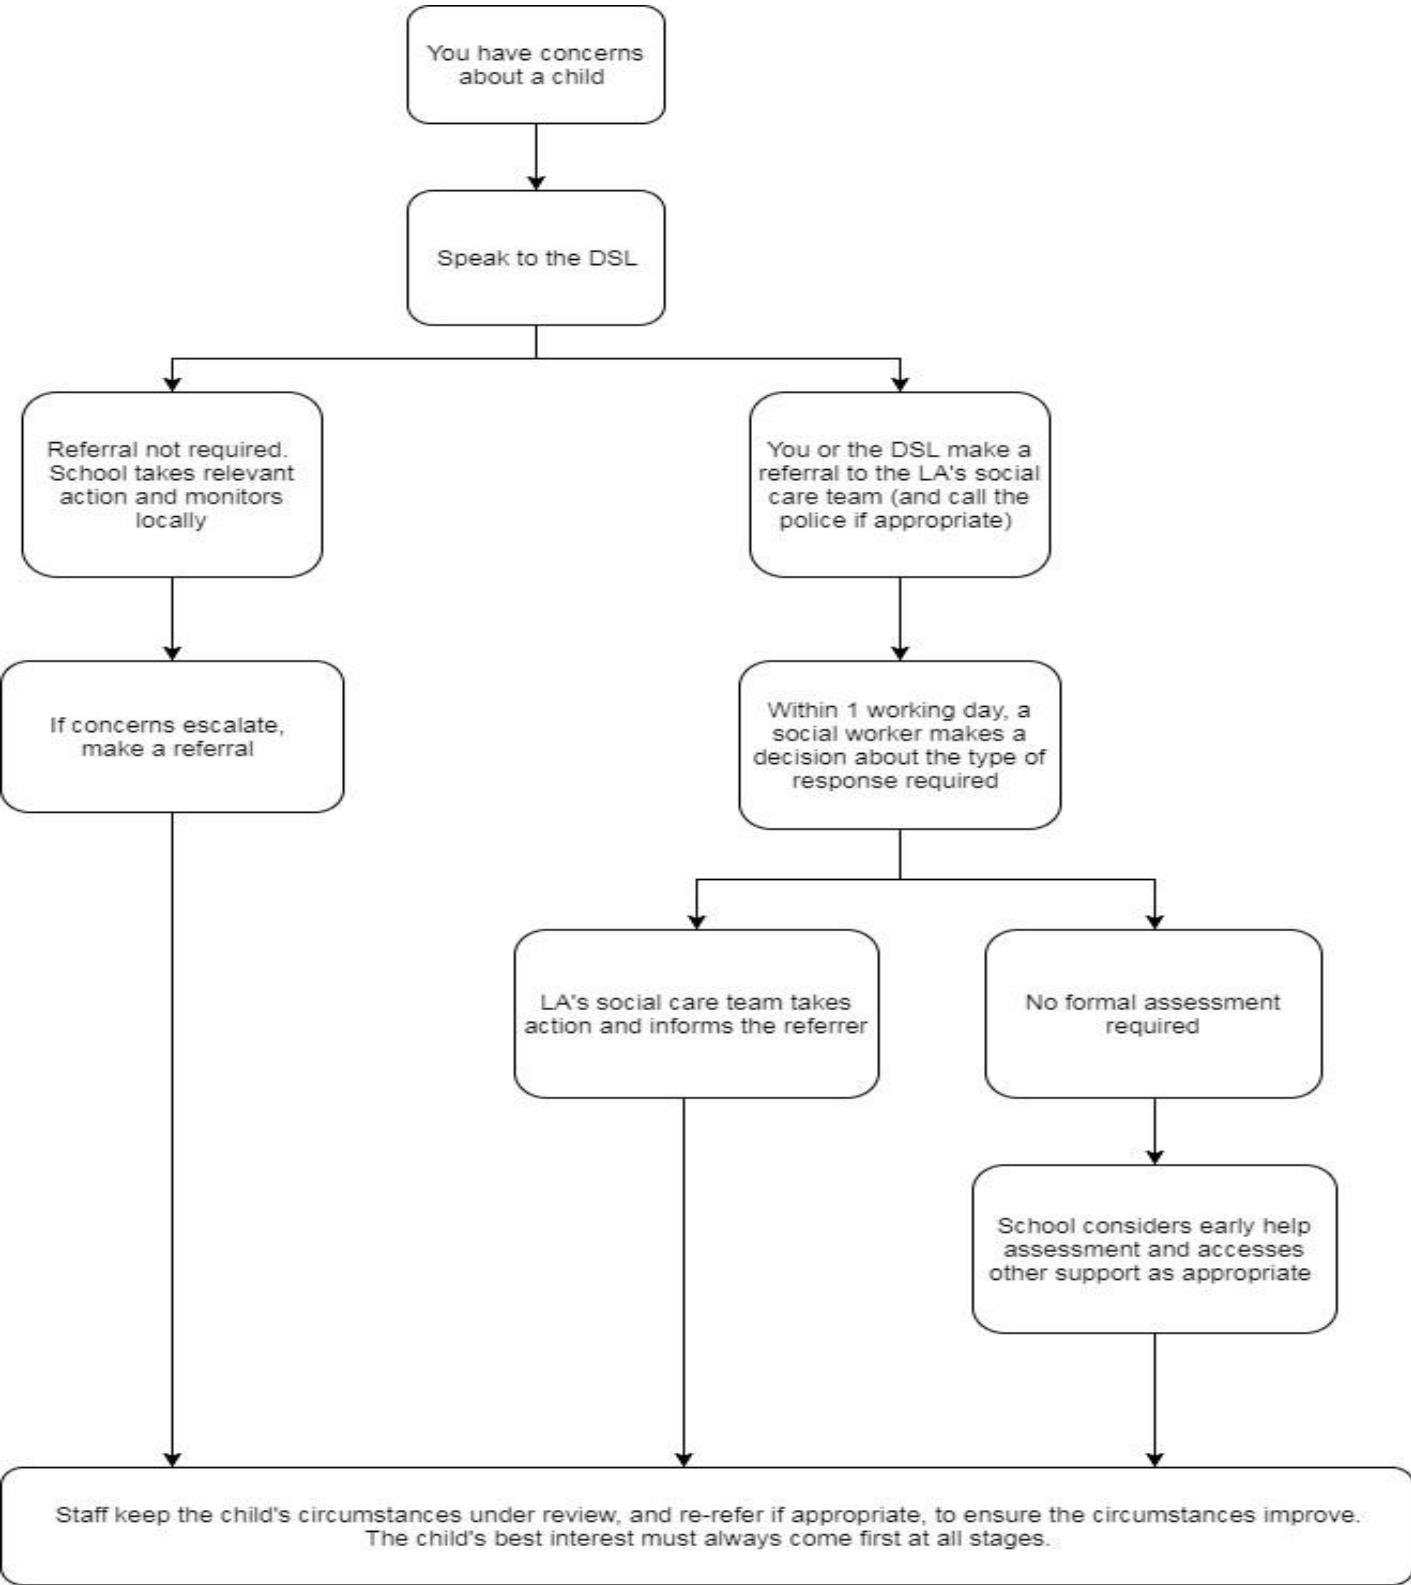 You have concerns
about a child
Speak to the DSL
Referral not required.
School takes relevant
action and monitors
locally
You or the DSL make a
referral to the LA's social
care team (and call the
police if appropriate)
If concerns escalate,
make a referral
Within 1 working day, a
social worker makes a
decision about the type of
response required
LA's social care team takes
action and informs the referrer
No formal assessment
required
School considers early help
assessment and accesses
other support as appropriate
Staff keep the child's circumstances under review, and re-refer if appropriate, to ensure the circumstances improve.
The child's best interest must always come first at all stages.